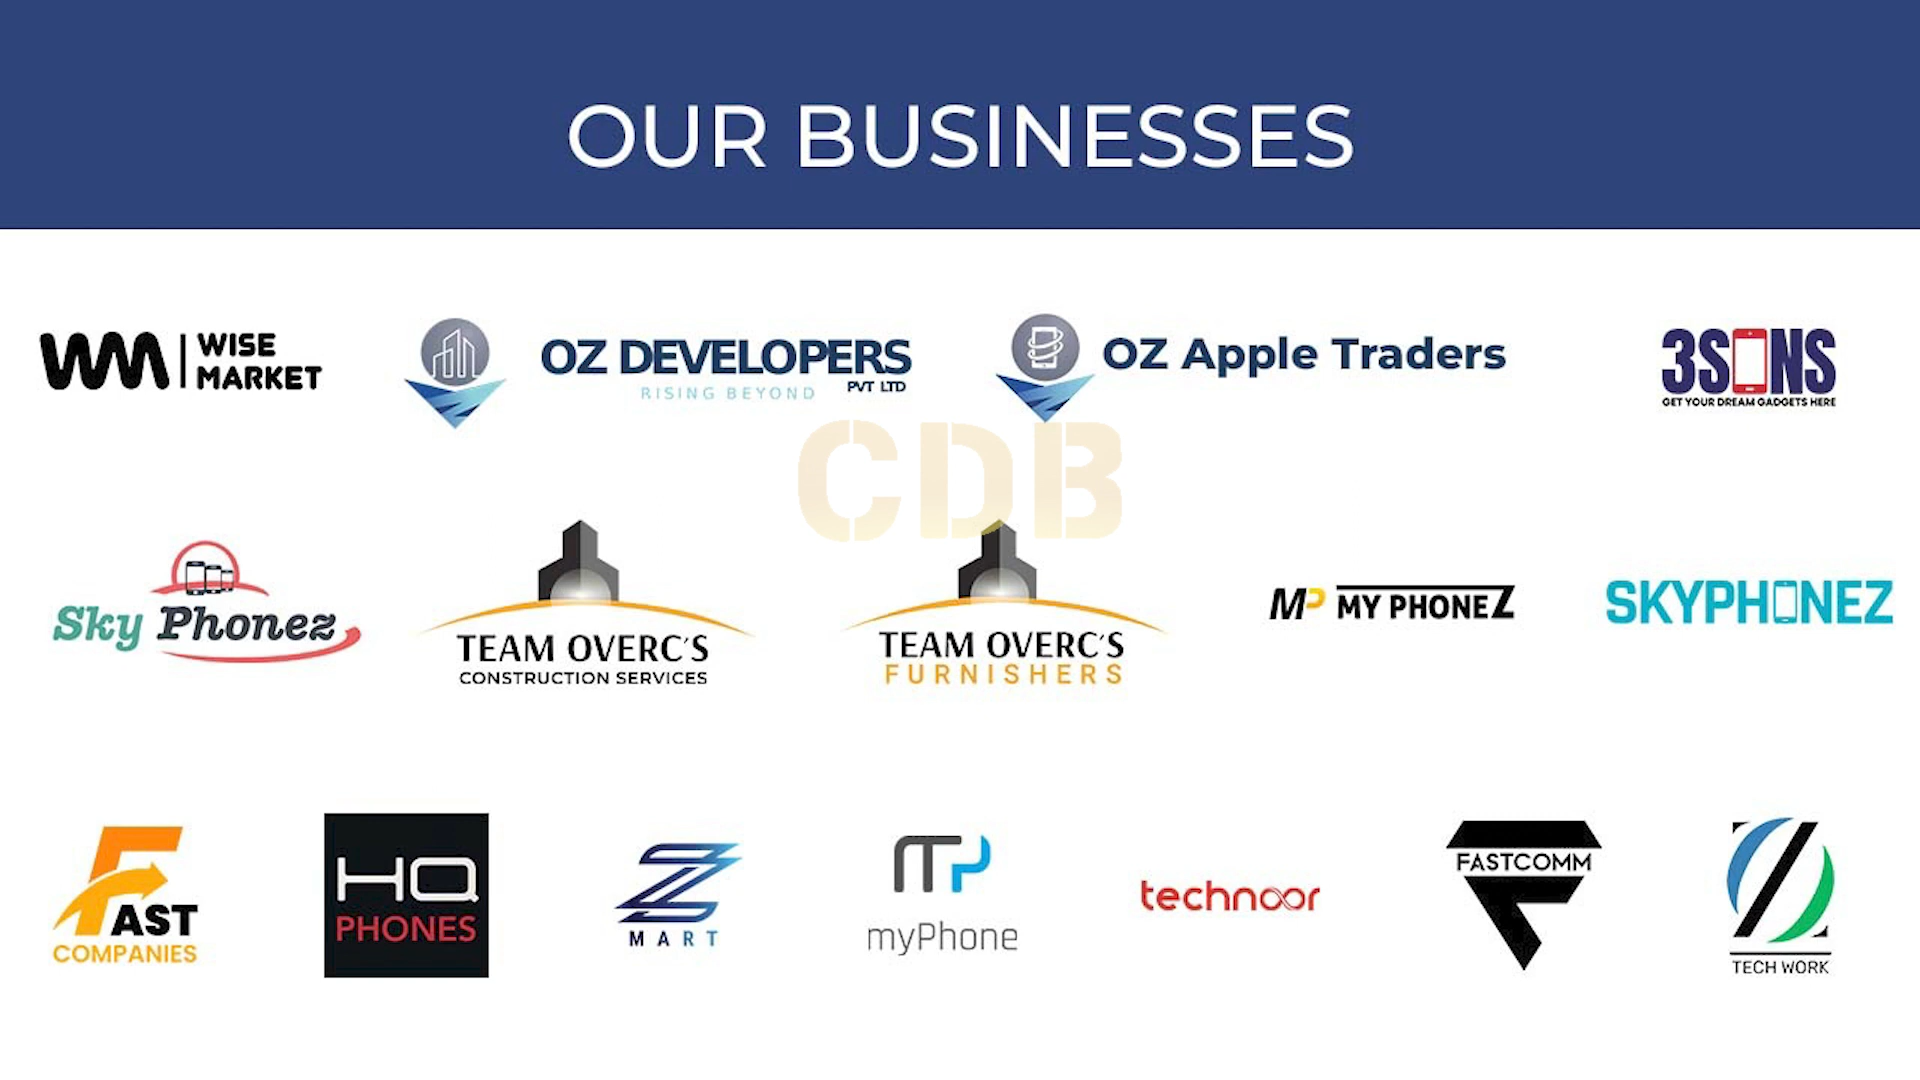 OUR BUSINESSES
WM WISE
MARKET
OZ DEVELOPERS
RISING BEYOND PVT LTD
OZ Apple Traders
3SONS
GET YOUR DREAM GADGETS HERE
CDB
Sky Phonez
TEAM OVERC'S
CONSTRUCTION SERVICES
TEAM OVERC'S
FURNISHERS
MP MY PHONEZ
SKYPHONEZ
FAST
COMPANIES
HQ
PHONES
Z
MART
mp
myPhone
technoor
FASTCOMM
F
Z
TECH WORK